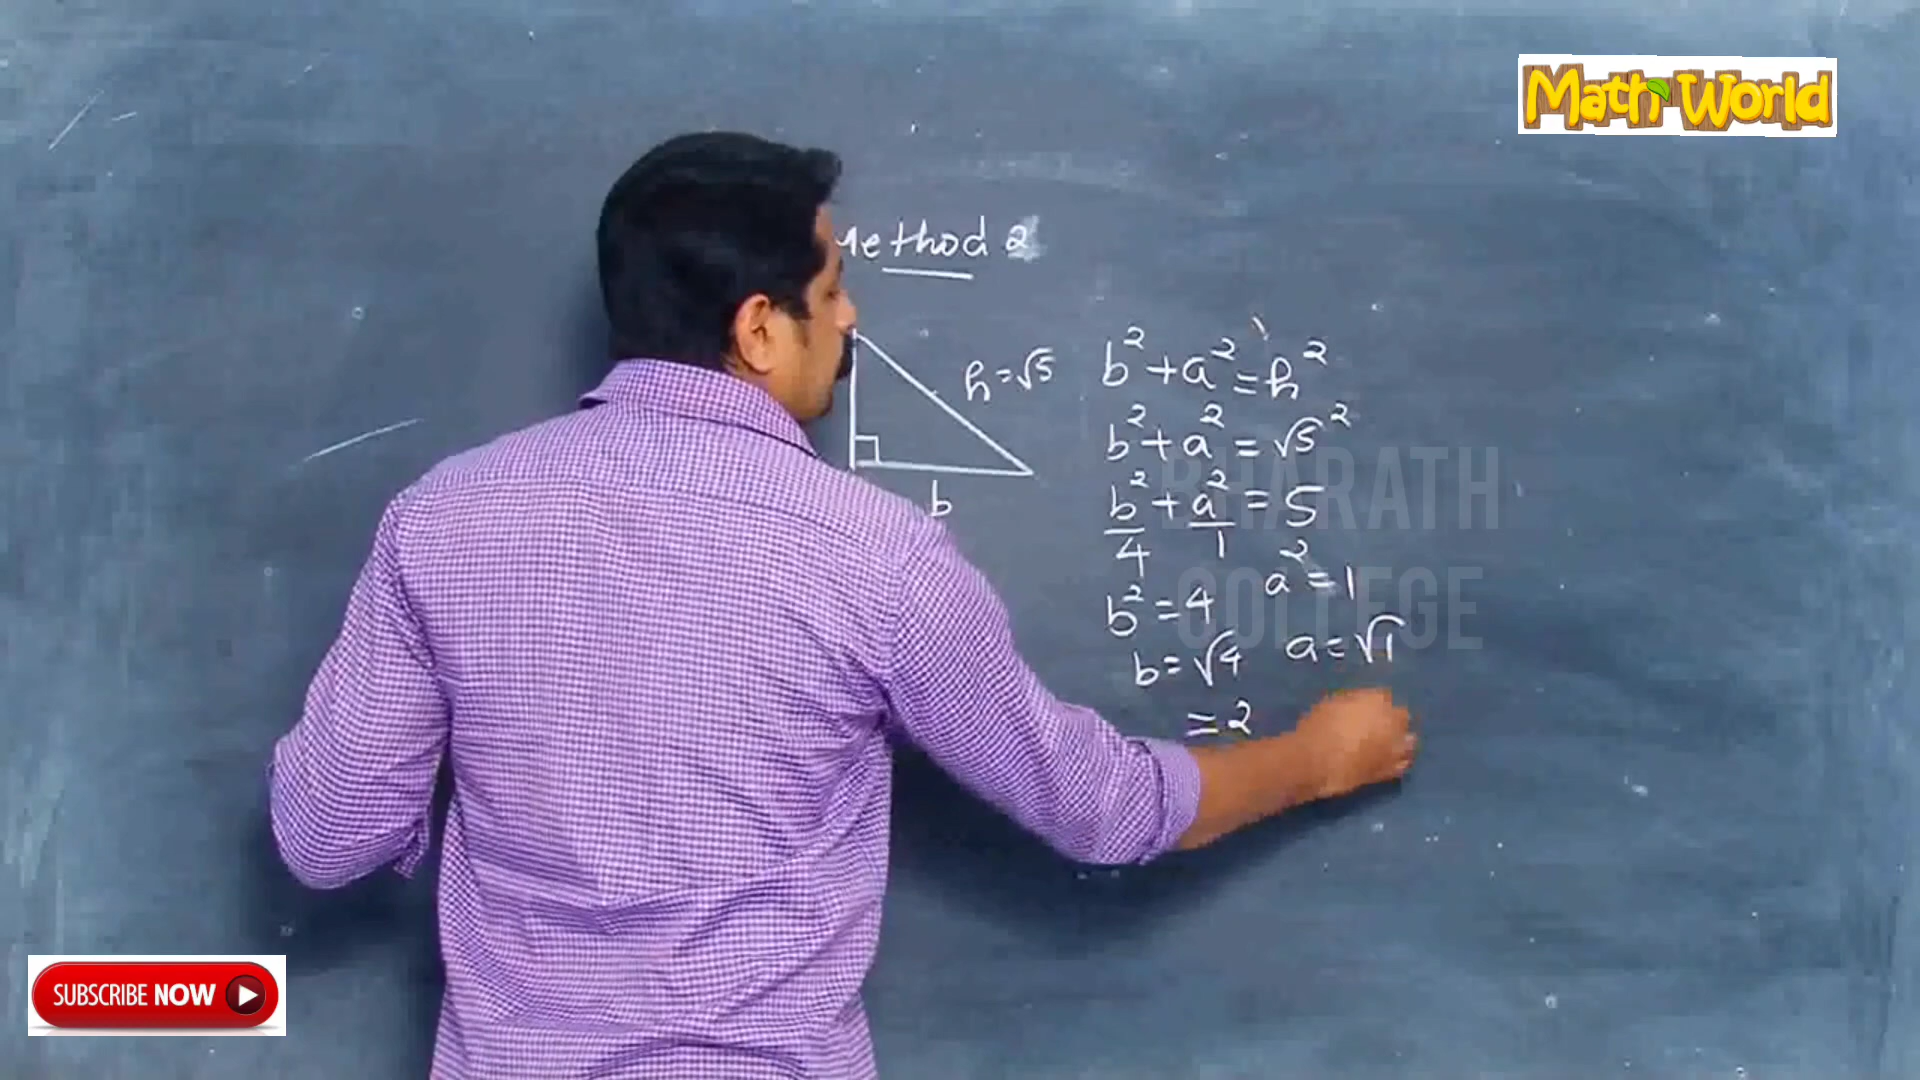 Math World
Method 2
h=√5
b
b²+a²=h²
b²+a²=√5²
b²/4+a²/1=5
b²=4 a²=1
b=√4 a=√1
=2
BHARATH
COLLEGE
SUBSCRIBE NOW